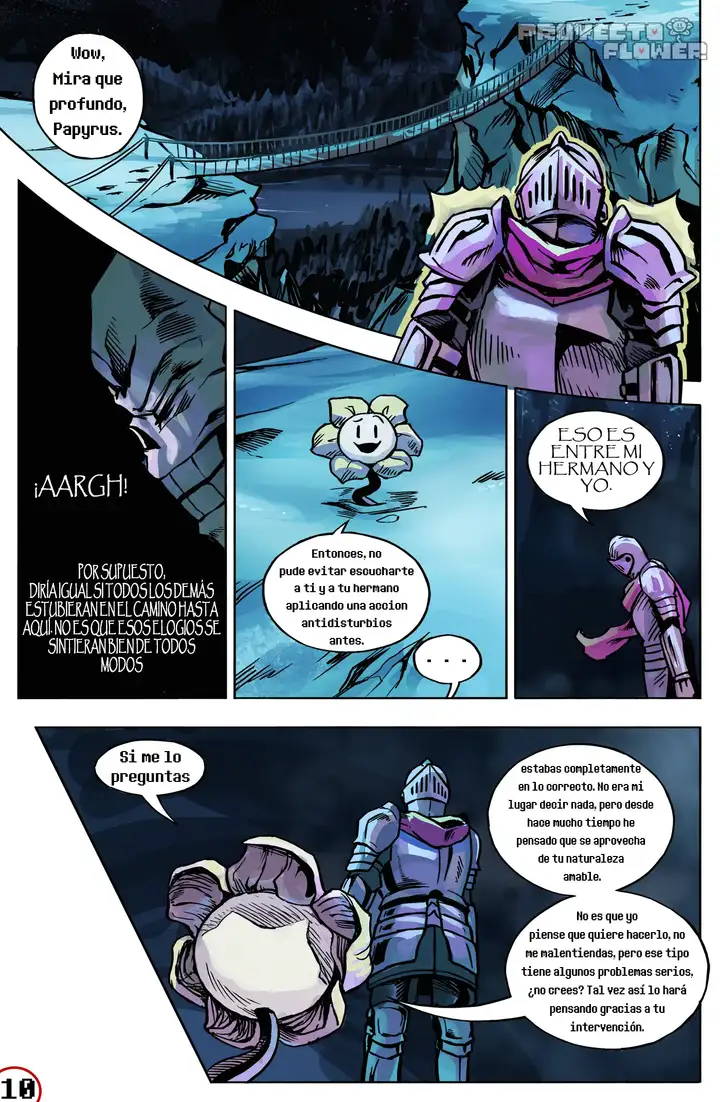 PROYECTO
FLOWER!
Wow,
Mira que
profundo,
Papyrus.
¡AARGH!
POR SUPUESTO,
DIRÍA IGUAL SI TODOS LOS DEMÁS
ESTUBIERAN EN EL CAMINO HASTA
AQUÍ. NO ES QUE ESOS ELOGIOS SE
SINTIERAN BIEN DE TODOS
MODOS
Entonces, no
pude evitar escoucharte
a ti y a tu hermano
aplicando una accion
antidisturbios
antes.
...
ESO ES
ENTRE MI
HERMANO Y
YO.
Si me lo
preguntas
estabas completamente
en lo correcto. No era mi
lugar decir nada, pero desde
hace mucho tiempo he
pensado que se aprovecha
de tu naturaleza
amable.
No es que yo
piense que quiere hacerlo, no
me malentiendas, pero ese tipo
tiene algunos problemas serios,
¿no crees? Tal vez así lo hará
pensando gracias a tu
intervención.
10